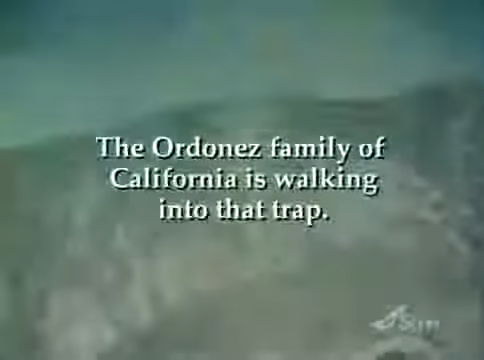 The Ordonez family of
California is walking
into that trap.